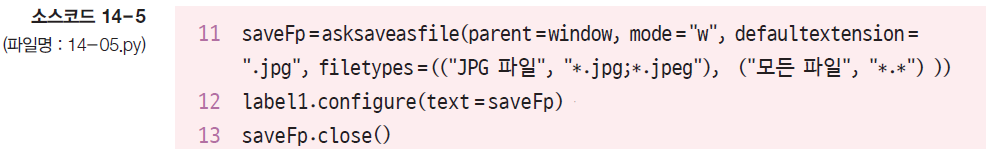 소스코드 14-5
(파일명 : 14-05.py)
11 saveFp=asksaveasfile(parent=window, mode="w", defaultextension=
".jpg", filetypes=(("JPG 파일", "*.jpg;*.jpeg"), ("모든 파일", "*.*") ))
12 label1.configure(text=saveFp)
13 saveFp.close()